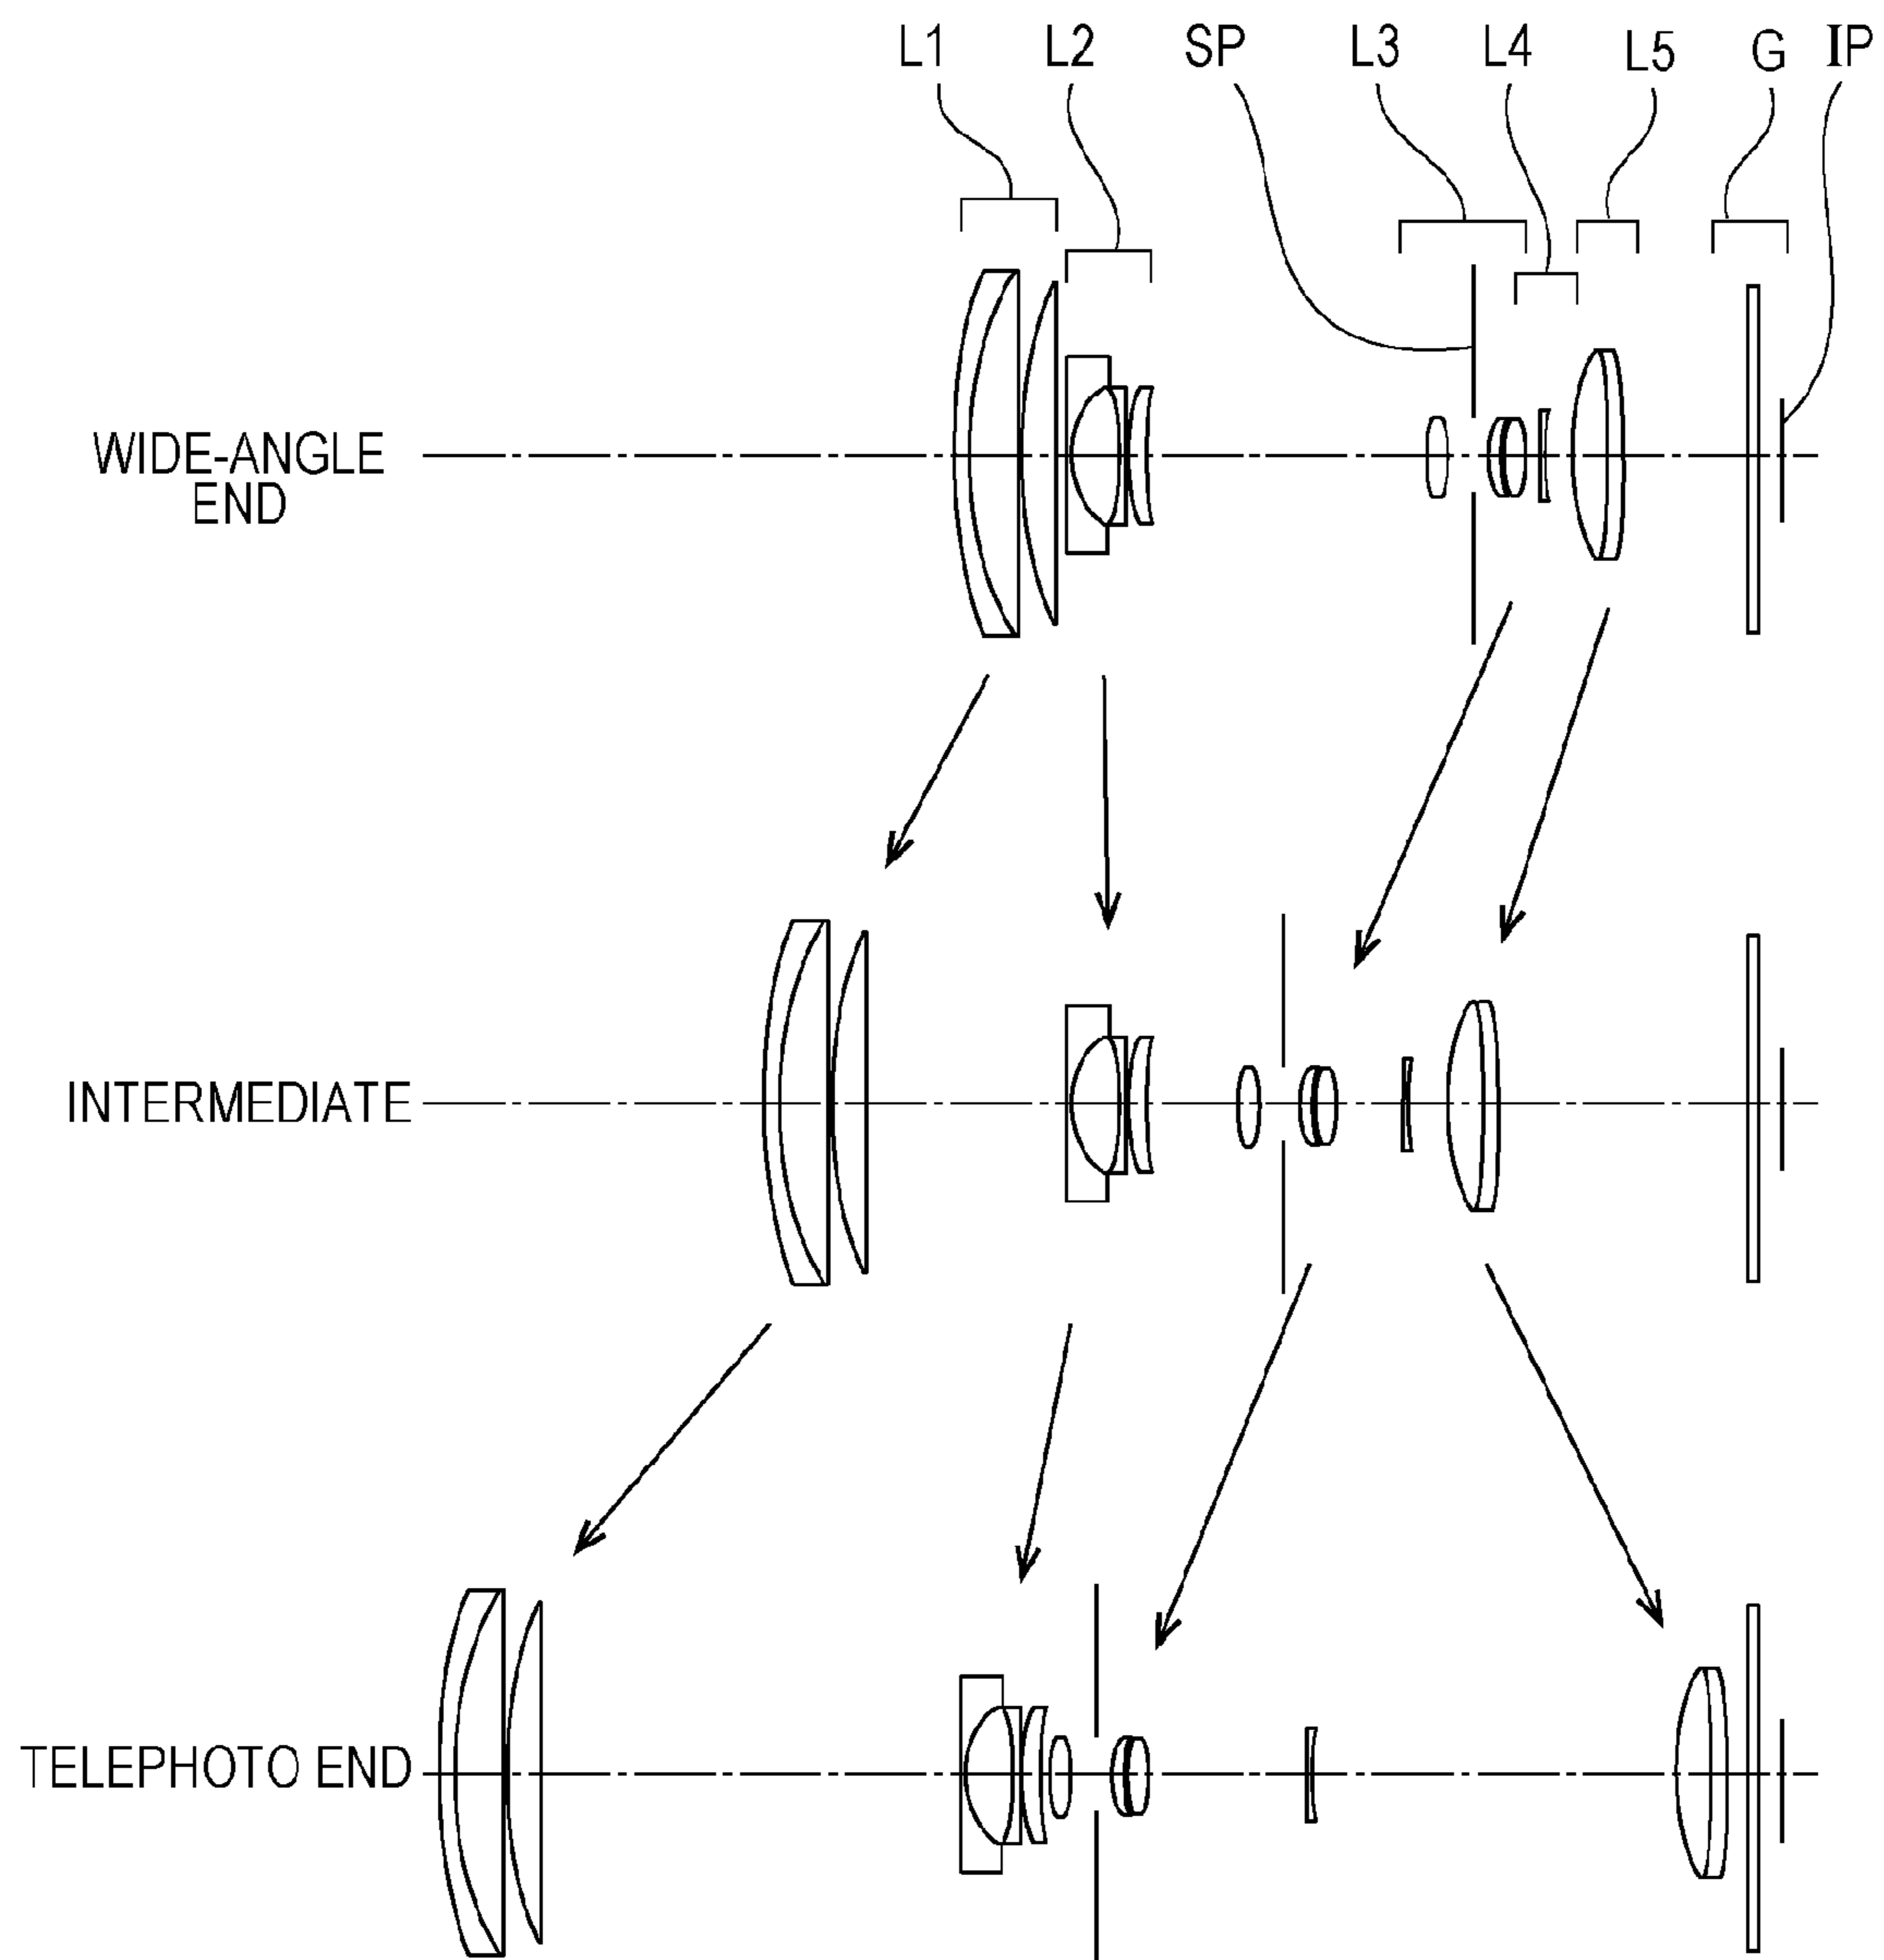 L1 L2 SP L3 L4 L5 G IP
WIDE-ANGLE
END
INTERMEDIATE
TELEPHOTO END